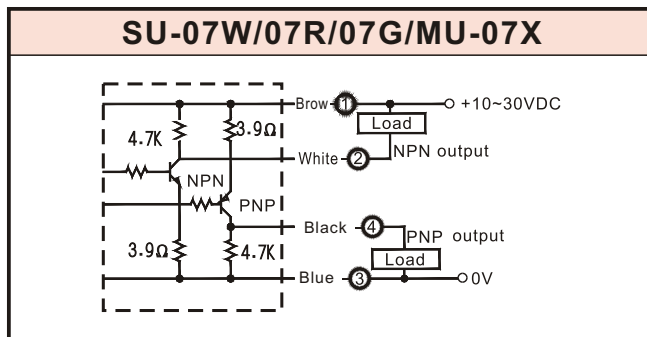 SU-07W/07R/07G/MU-07X
Brow 1 +10~30VDC
3.9Ω Load
4.7K
White 2 NPN output
NPN
PNP
Black 4 PNP output
3.9Ω 4.7K Load
Blue 3 0V